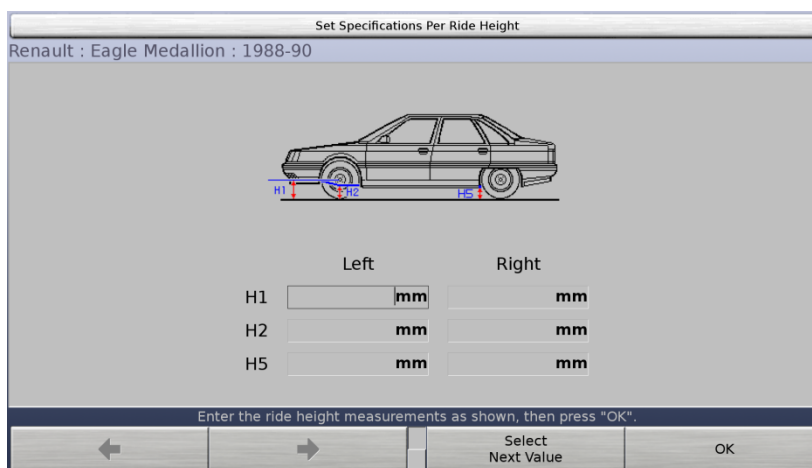 Set Specifications Per Ride Height
Renault : Eagle Medallion : 1988-90
H1
H2
H5
Left Right
H1 mm mm
H2 mm mm
H5 mm mm
Enter the ride height measurements as shown, then press "OK".
Select
Next Value
OK